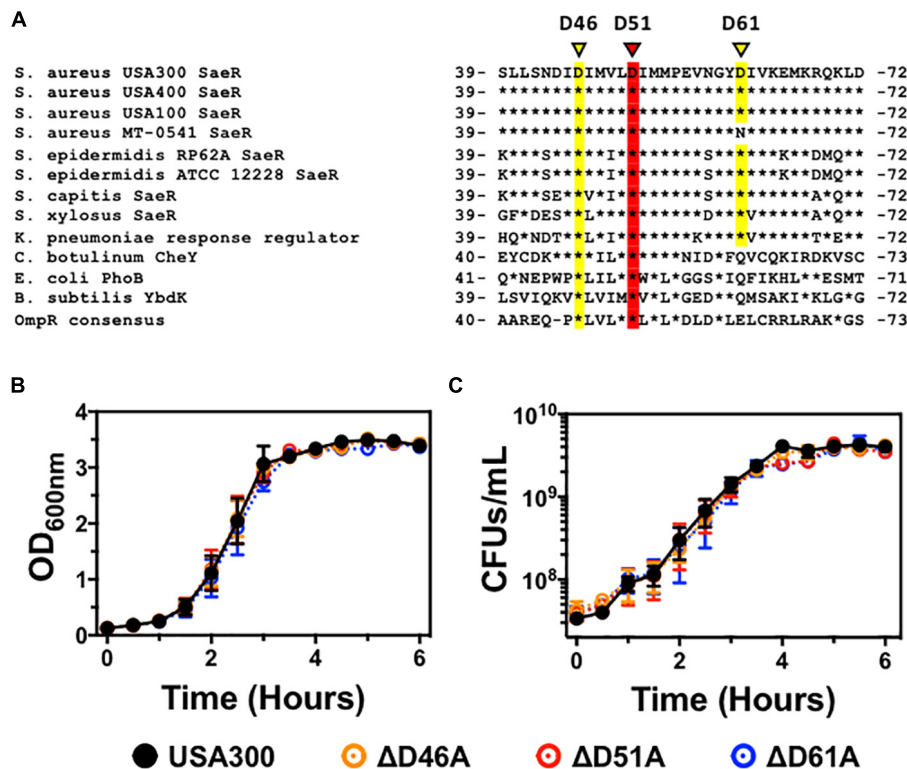 A
D46 D51 D61
S. aureus USA300 SaeR 39- SLLSNDIDIMVLDIMMPEVNGYDIVKEMKRQKLD -72
S. aureus USA400 SaeR 39- ********************************** -72
S. aureus USA100 SaeR 39- ********************************** -72
S. aureus MT-0541 SaeR 39- **********************N*********** -72
S. epidermidis RP62A SaeR 39- K***S*****I********S******K**DMQ** -72
S. epidermidis ATCC 12228 SaeR 39- K***S*****I********S******K**DMQ** -72
S. capitis SaeR 39- K**SE**V**I******************A*Q** -72
S. xylosus SaeR 39- GF*DES**L**********D***V*****A*Q** -72
K. pneumoniae response regulator 39- HQ*NDT**L*I*******K****V*****T*E** -72
C. botulinum CheY 40- EYCDK*****I******NID*FQVCQKIRDKVSC -73
E. coli PhoB 41- Q*NEPWP*LIL**W*L*GGS*IQFIKHL**ESMT -71
B. subtilis YbdK 39- LSVIQKV*LVIM*V*L*GED**QMSAKI*KLG*G -72
OmpR consensus 40- AAREQ-P*LVL**L*L*DLD*LELCRRLRAK*GS -73
B
OD600nm
4
3
2
1
0
0 2 4 6
Time (Hours)
C
CFUs/mL
10^10
10^9
10^8
0 2 4 6
Time (Hours)
USA300 ΔD46A ΔD51A ΔD61A